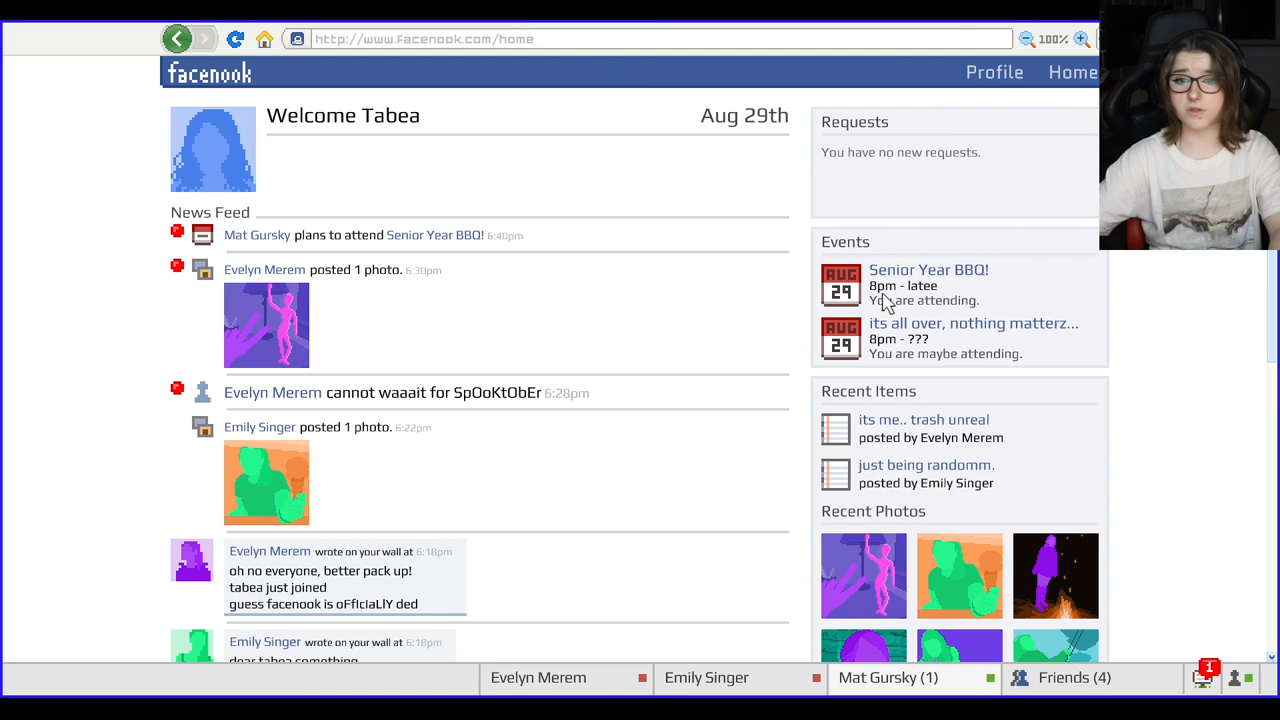 http://www.facenook.com/home
100%
facenook
Profile
Home
Welcome Tabea
Aug 29th
News Feed
Mat Gursky plans to attend Senior Year BBQ! 6:40pm
Evelyn Merem posted 1 photo. 6:30pm
Evelyn Merem cannot waaait for SpOoKtObEr 6:28pm
Emily Singer posted 1 photo. 6:22pm
Evelyn Merem wrote on your wall at 6:18pm
oh no everyone, better pack up!
tabea just joined
guess facenook is oFfIcIaLlY ded
Emily Singer wrote on your wall at 6:18pm
dear tabea something
Requests
You have no new requests.
Events
AUG
29
Senior Year BBQ!
8pm - latee
You are attending.
AUG
29
its all over, nothing matterz...
8pm - ???
You are maybe attending.
Recent Items
its me.. trash unreal
posted by Evelyn Merem
just being randomm.
posted by Emily Singer
Recent Photos
Evelyn Merem
Emily Singer
Mat Gursky (1)
Friends (4)
1